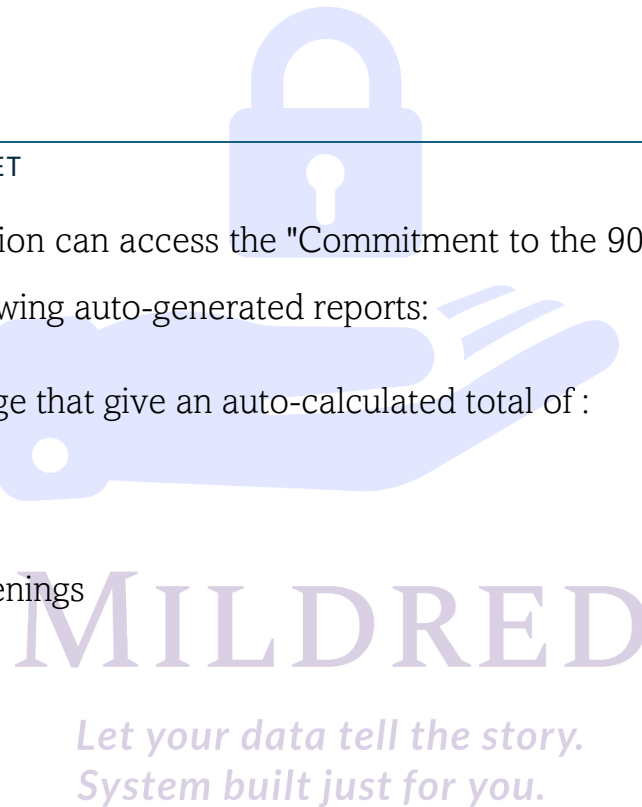 ET
ion can access the "Commitment to the 90
wing auto-generated reports:
ge that give an auto-calculated total of :
enings
MILDRED
Let your data tell the story.
System built just for you.